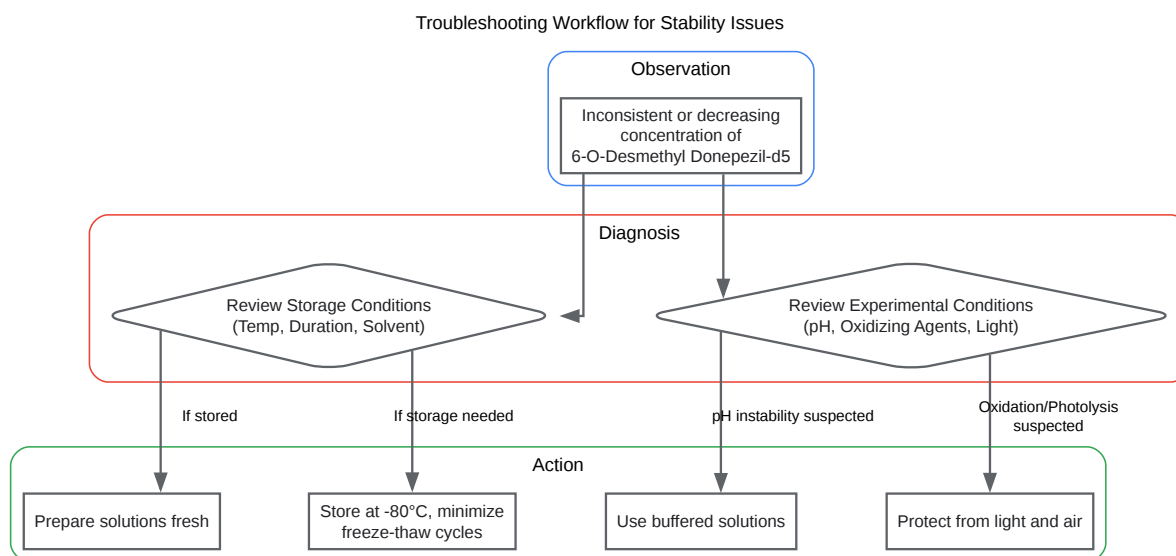 Troubleshooting Workflow for Stability Issues
Observation
Inconsistent or decreasing
concentration of
6-O-Desmethyl Donepezil-d5
Diagnosis
Review Storage Conditions
(Temp, Duration, Solvent)
Review Experimental Conditions
(pH, Oxidizing Agents, Light)
If stored
If storage needed
pH instability suspected
Oxidation/Photolysis
suspected
Action
Prepare solutions fresh
Store at -80°C, minimize
freeze-thaw cycles
Use buffered solutions
Protect from light and air